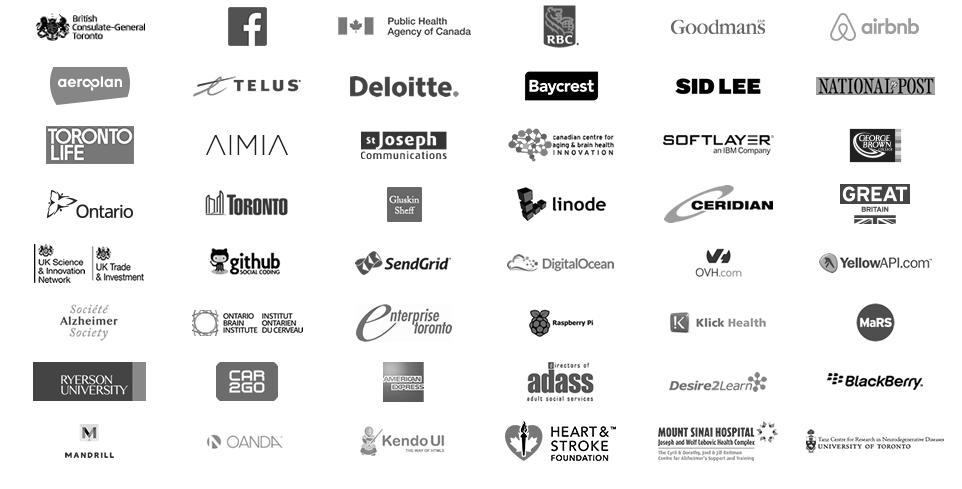 British
Consulate-General
Toronto
f
Public Health
Agency of Canada
RBC
Goodmans LLP
airbnb
aeroplan
TELUS®
Deloitte.
Baycrest
SID LEE
NATIONAL POST
TORONTO
LIFE
AIMIA
St Joseph
Communications
canadian centre for
aging & brain health
INNOVATION
SOFTLAYER®
an IBM Company
GEORGE
BROWN
COLLEGE
Ontario
TORONTO
Gluskin
Sheff
linode
CERIDIAN
GREAT
BRITAIN
UK Science
& Innovation
Network
UK Trade
& Investment
github
SOCIAL CODING
SendGrid
DigitalOcean
OVH.com
YellowAPI.com™
Société
Alzheimer
Society
ONTARIO
BRAIN
INSTITUTE
INSTITUT
ONTARIEN
DU CERVEAU
enterprise
toronto
Raspberry Pi
K
Klick Health
MaRS
RYERSON
UNIVERSITY
CAR
2GO
AMERICAN
EXPRESS
directors of
adass
adult social services
Desire2Learn
BlackBerry.
M
MANDRILL
OANDA
Kendo UI
THE WAY OF HTML5
HEART&™
STROKE
FOUNDATION
MOUNT SINAI HOSPITAL
Joseph and Wolf Lebovic Health Complex
The Cyril & Dorothy, Joel & Jill Reitman
Centre for Alzheimer's Support and Training
Tanz Centre for Research in Neurodegenerative Diseases
UNIVERSITY OF TORONTO